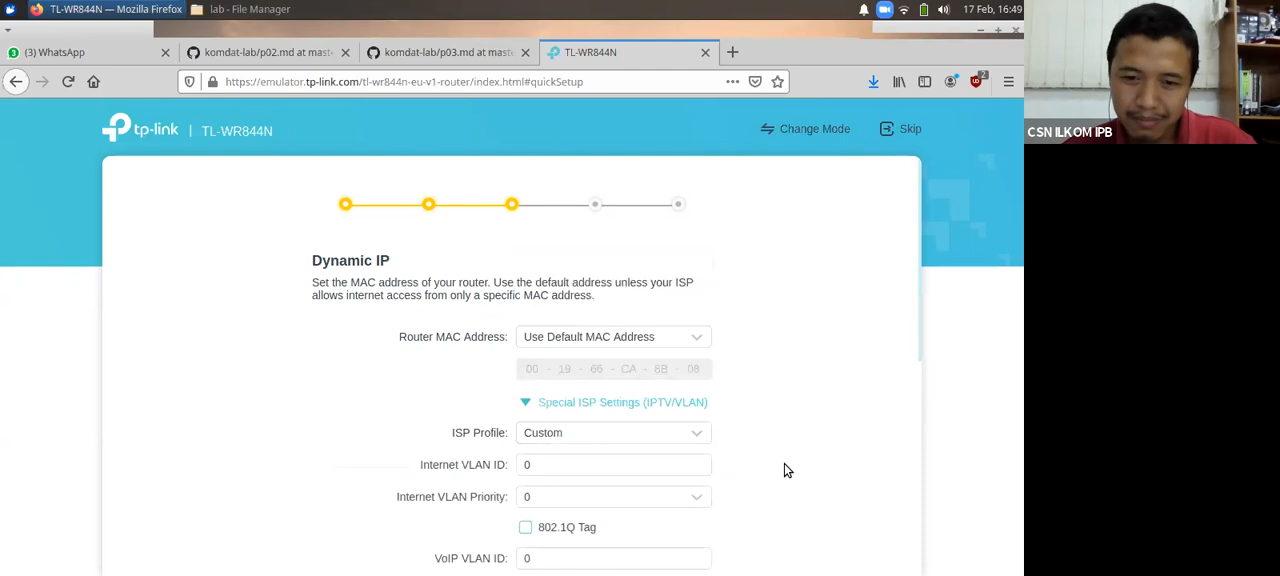 TL-WR844N — Mozilla Firefox
lab - File Manager
17 Feb, 16:49
(3) WhatsApp
komdat-lab/p02.md at mast
komdat-lab/p03.md at mast
TL-WR844N
https://emulator.tp-link.com/tl-wr844n-eu-v1-router/index.html#quickSetup
2
tp-link | TL-WR844N
Change Mode
Skip
CSN ILKOM IPB
Dynamic IP
Set the MAC address of your router. Use the default address unless your ISP
allows internet access from only a specific MAC address.
Router MAC Address: Use Default MAC Address
00 - 19 - 66 - CA - 8B - 08
Special ISP Settings (IPTV/VLAN)
ISP Profile: Custom
Internet VLAN ID: 0
Internet VLAN Priority: 0
802.1Q Tag
VoIP VLAN ID: 0